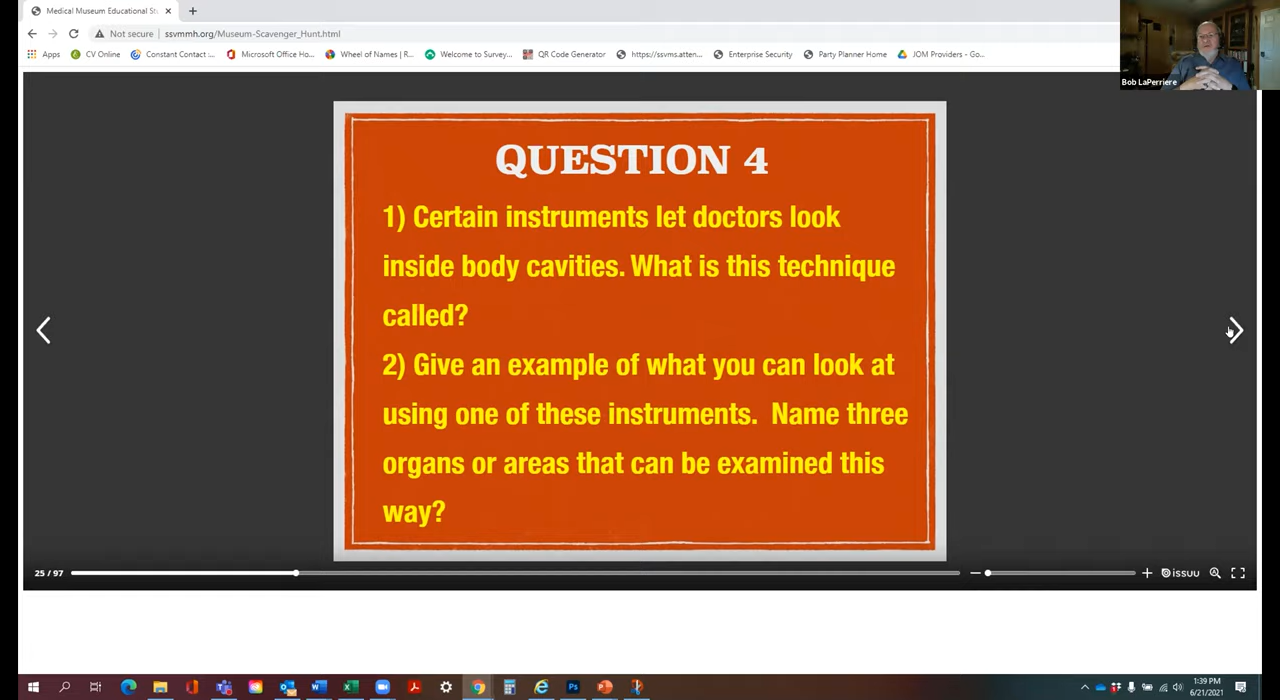 Medical Museum Educational St
Not secure | ssvmmh.org/Museum-Scavenger_Hunt.html
Apps CV Online Constant Contact :... Microsoft Office Ho... Wheel of Names | R... Welcome to Survey... QR Code Generator https://ssvms.atten... Enterprise Security Party Planner Home JOM Providers - Go...
Bob LaPerriere
QUESTION 4
1) Certain instruments let doctors look
inside body cavities. What is this technique
called?
2) Give an example of what you can look at
using one of these instruments.  Name three
organs or areas that can be examined this
way?
25 / 97
issuu
1:39 PM
6/21/2021